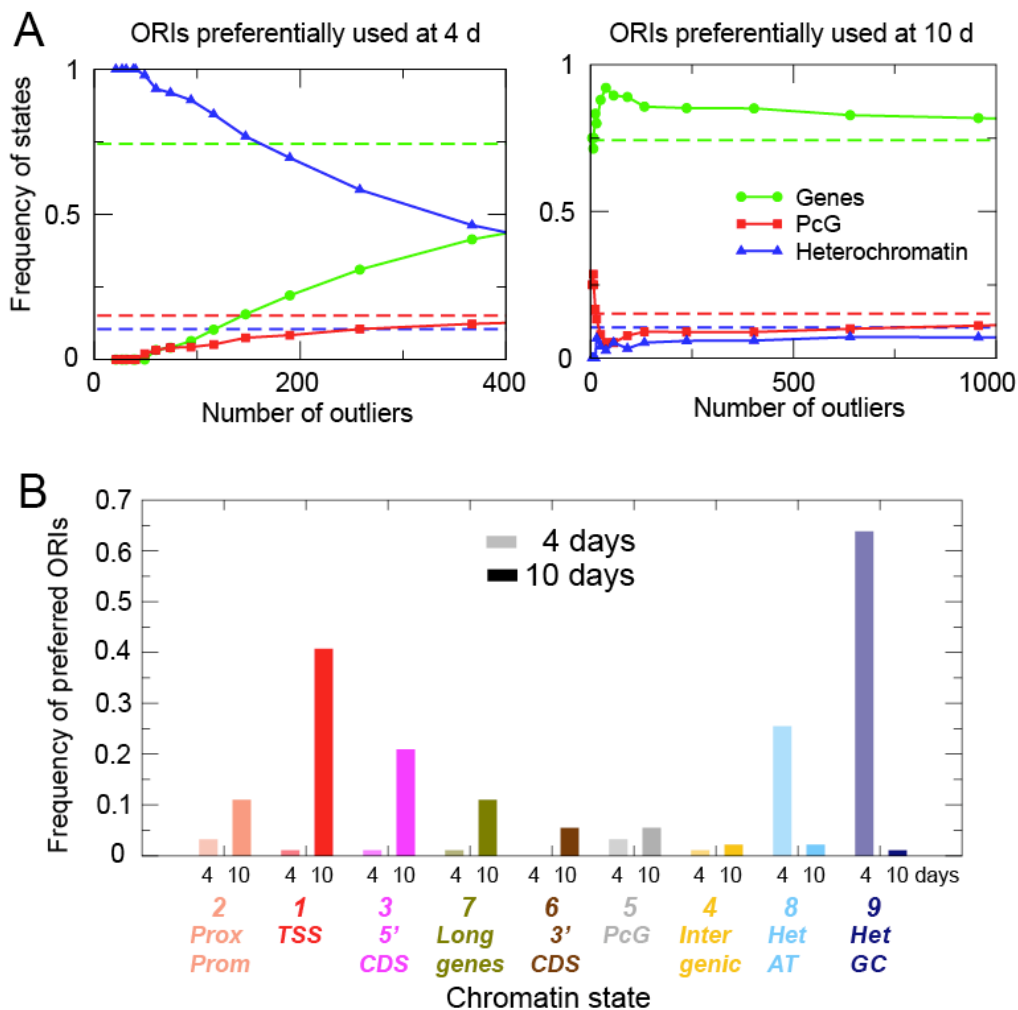 A
ORIs preferentially used at 4 d
ORIs preferentially used at 10 d
Frequency of states
1
0.5
0
0 200 400
Number of outliers
1
0.5
0
0 500 1000
Number of outliers
Genes
PcG
Heterochromatin
B
Frequency of preferred ORIs
0.7
0.6
0.5
0.4
0.3
0.2
0.1
0
4 days
10 days
4 10 4 10 4 10 4 10 4 10 4 10 4 10 4 10 4 10 days
2 1 3 7 6 5 4 8 9
Prox TSS 5’ Long 3’ PcG Inter Het Het
Prom CDS genes CDS genic AT GC
Chromatin state